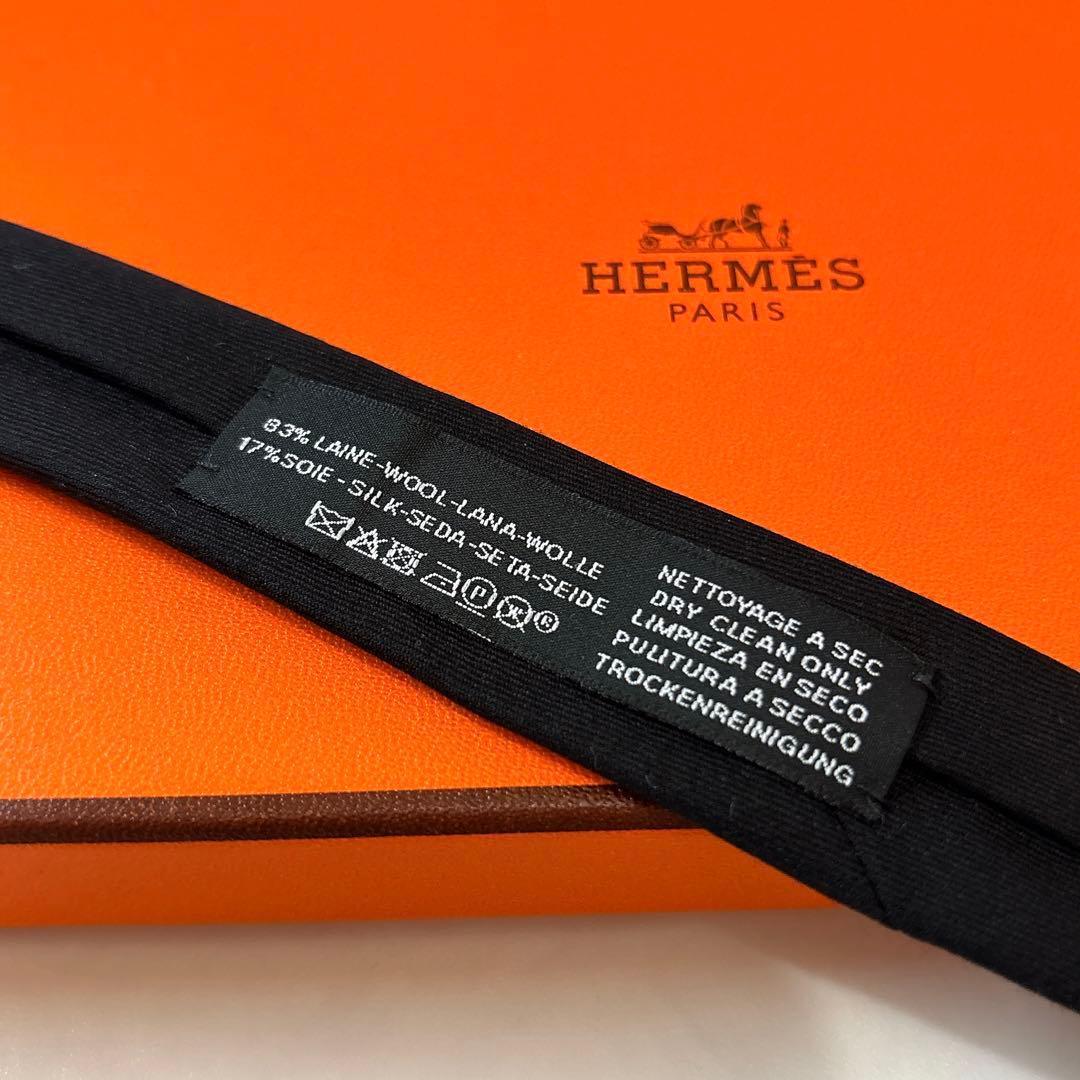 HERMÈS
PARIS
83% LAINE-WOOL-LANA-WOLLE
17% SOIE - SILK-SEDA-SETA-SEIDE
P ®
NETTOYAGE A SEC
DRY CLEAN ONLY
LIMPIEZA EN SECO
PULITURA A SECCO
TROCKENREINIGUNG